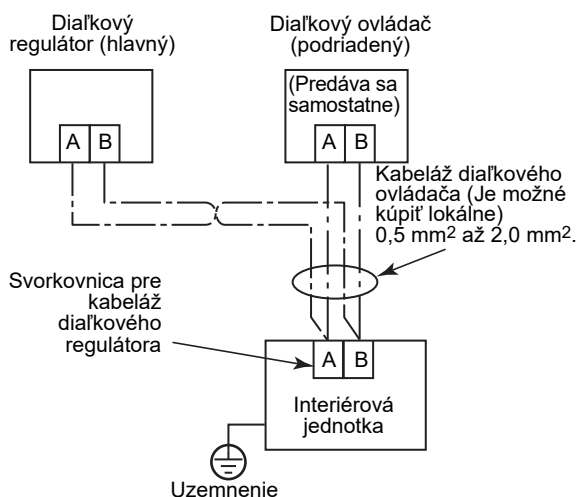 Diaľkový
regulátor (hlavný)
Diaľkový ovládač
(podriadený)
(Predáva sa
samostatne)
A B
A B
Kabeláž diaľkového
ovládača (Je možné
kúpiť lokálne)
0,5 mm2 až 2,0 mm2.
Svorkovnica pre
kabeláž
diaľkového
regulátora
A B
Interiérová
jednotka
Uzemnenie